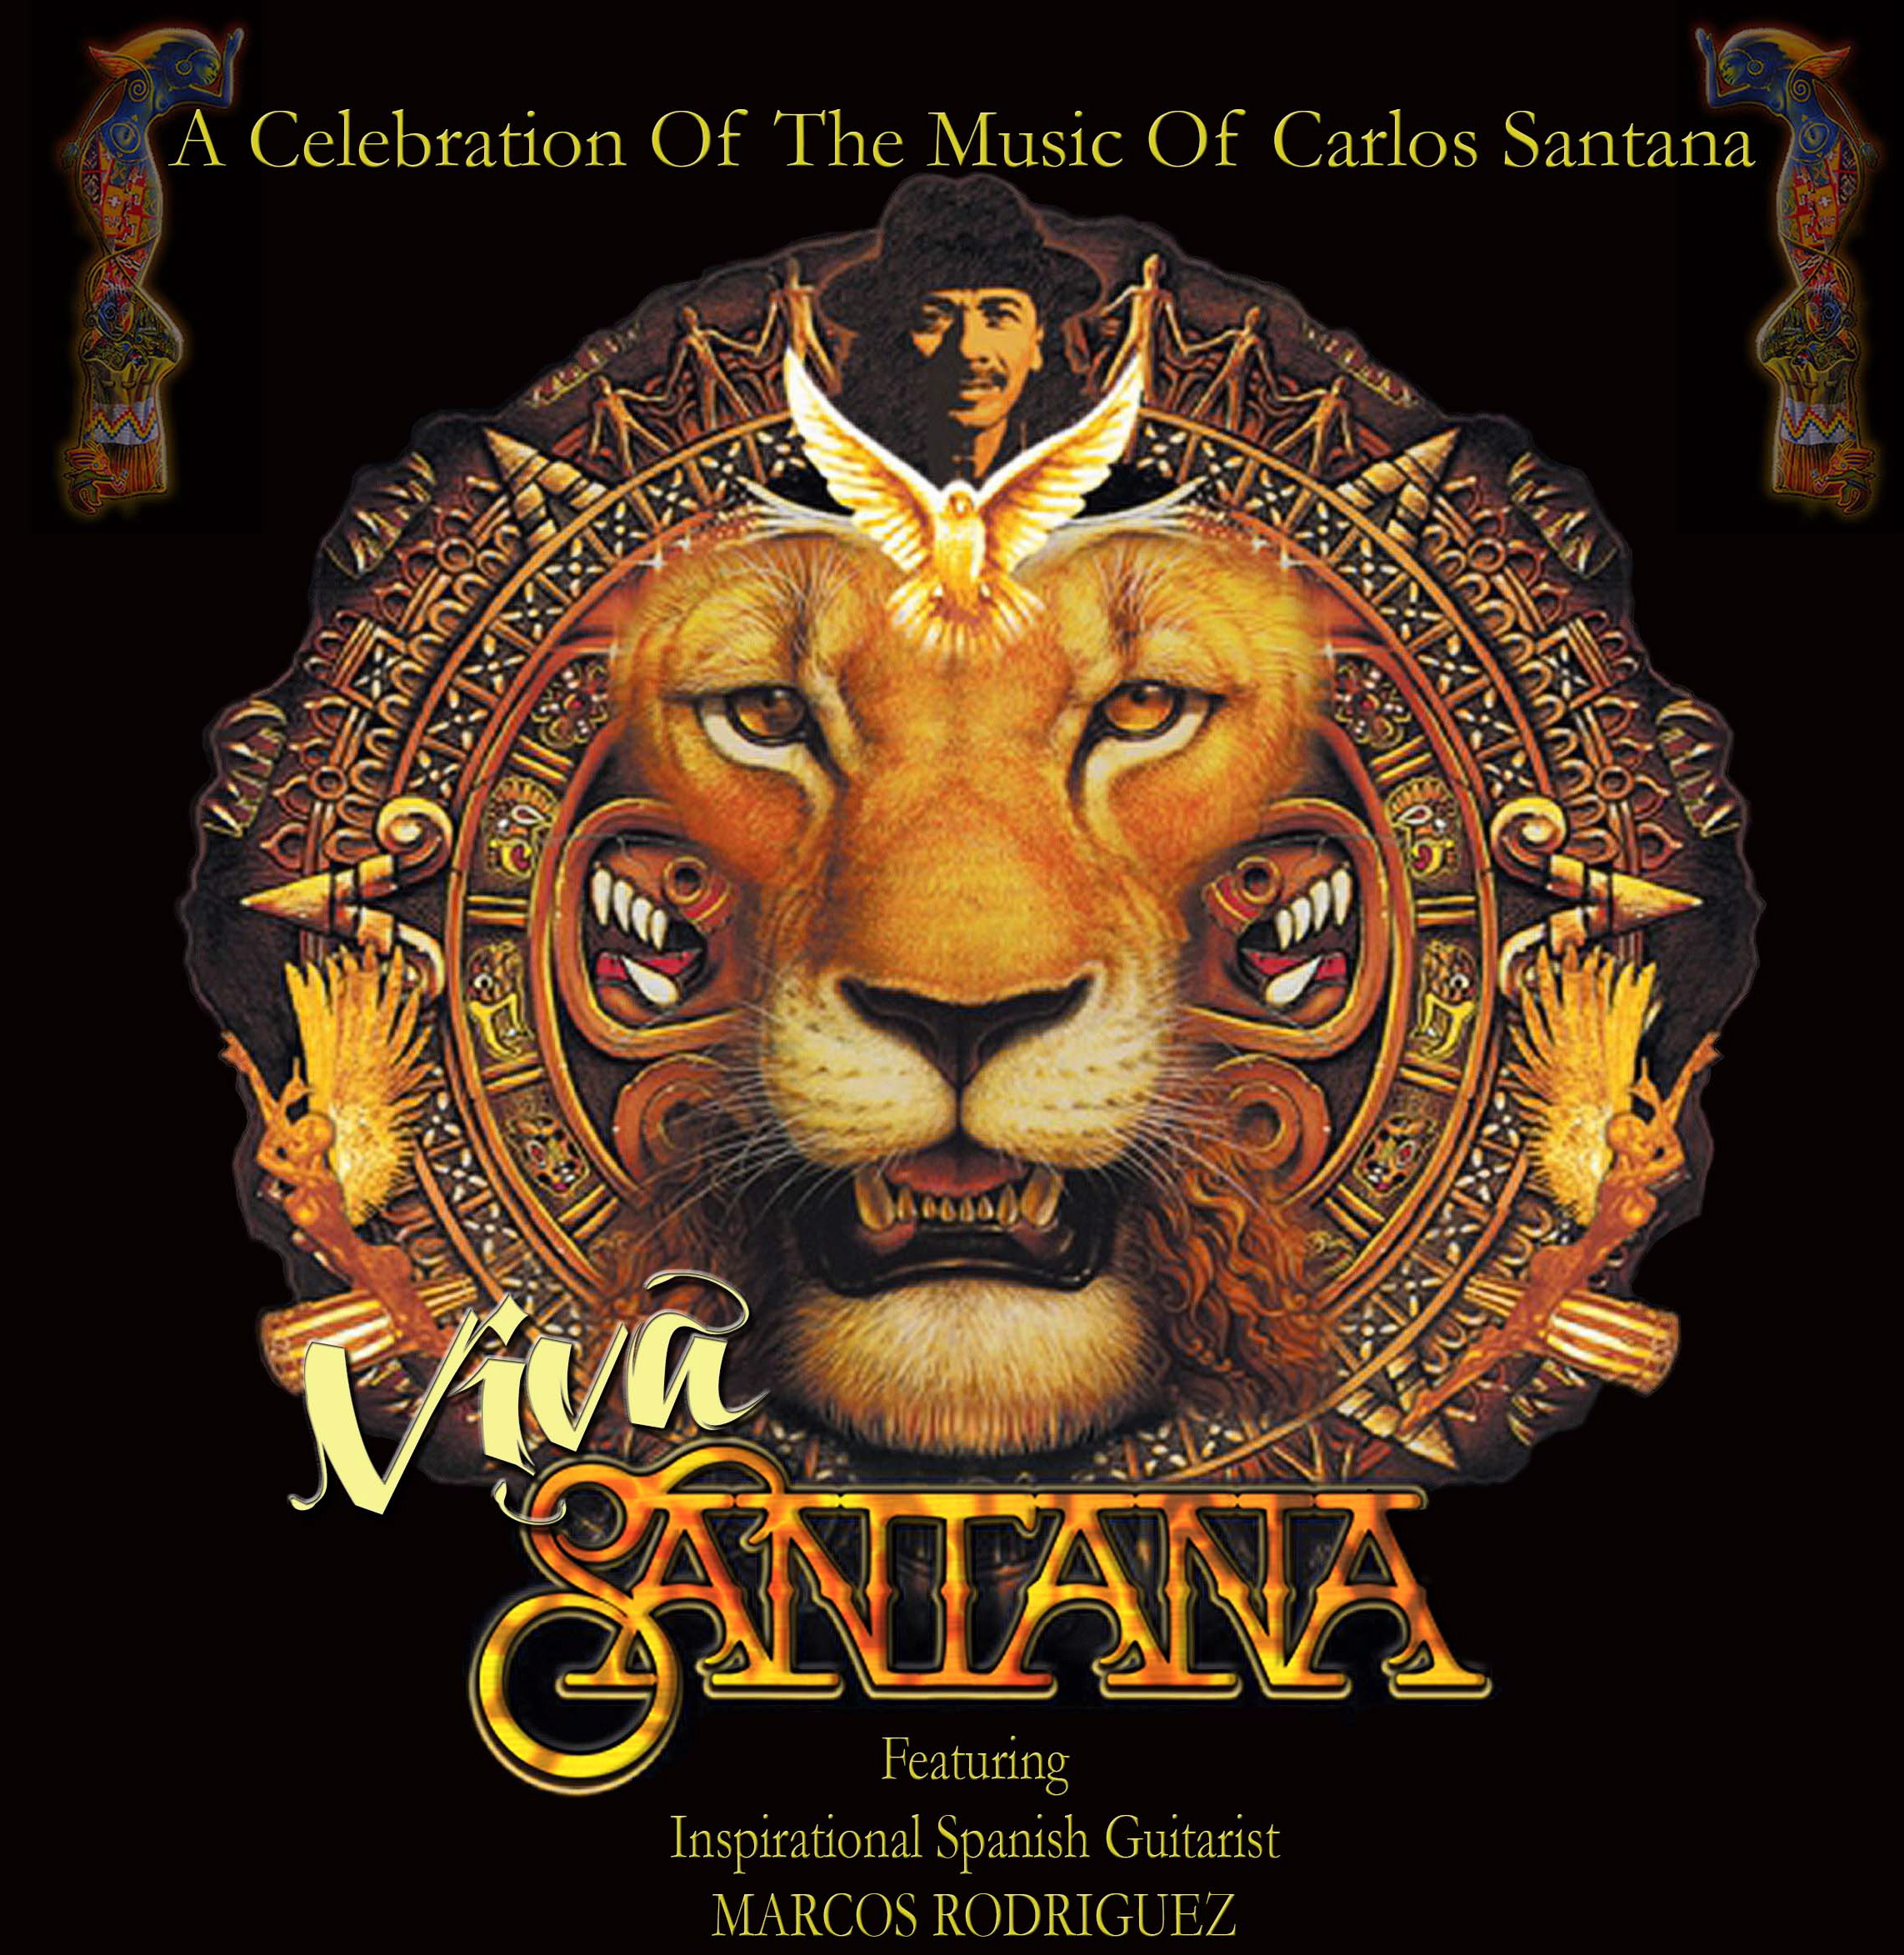 A Celebration Of The Music Of Carlos Santana
Viva
SANTANA
Featuring
Inspirational Spanish Guitarist
MARCOS RODRIGUEZ